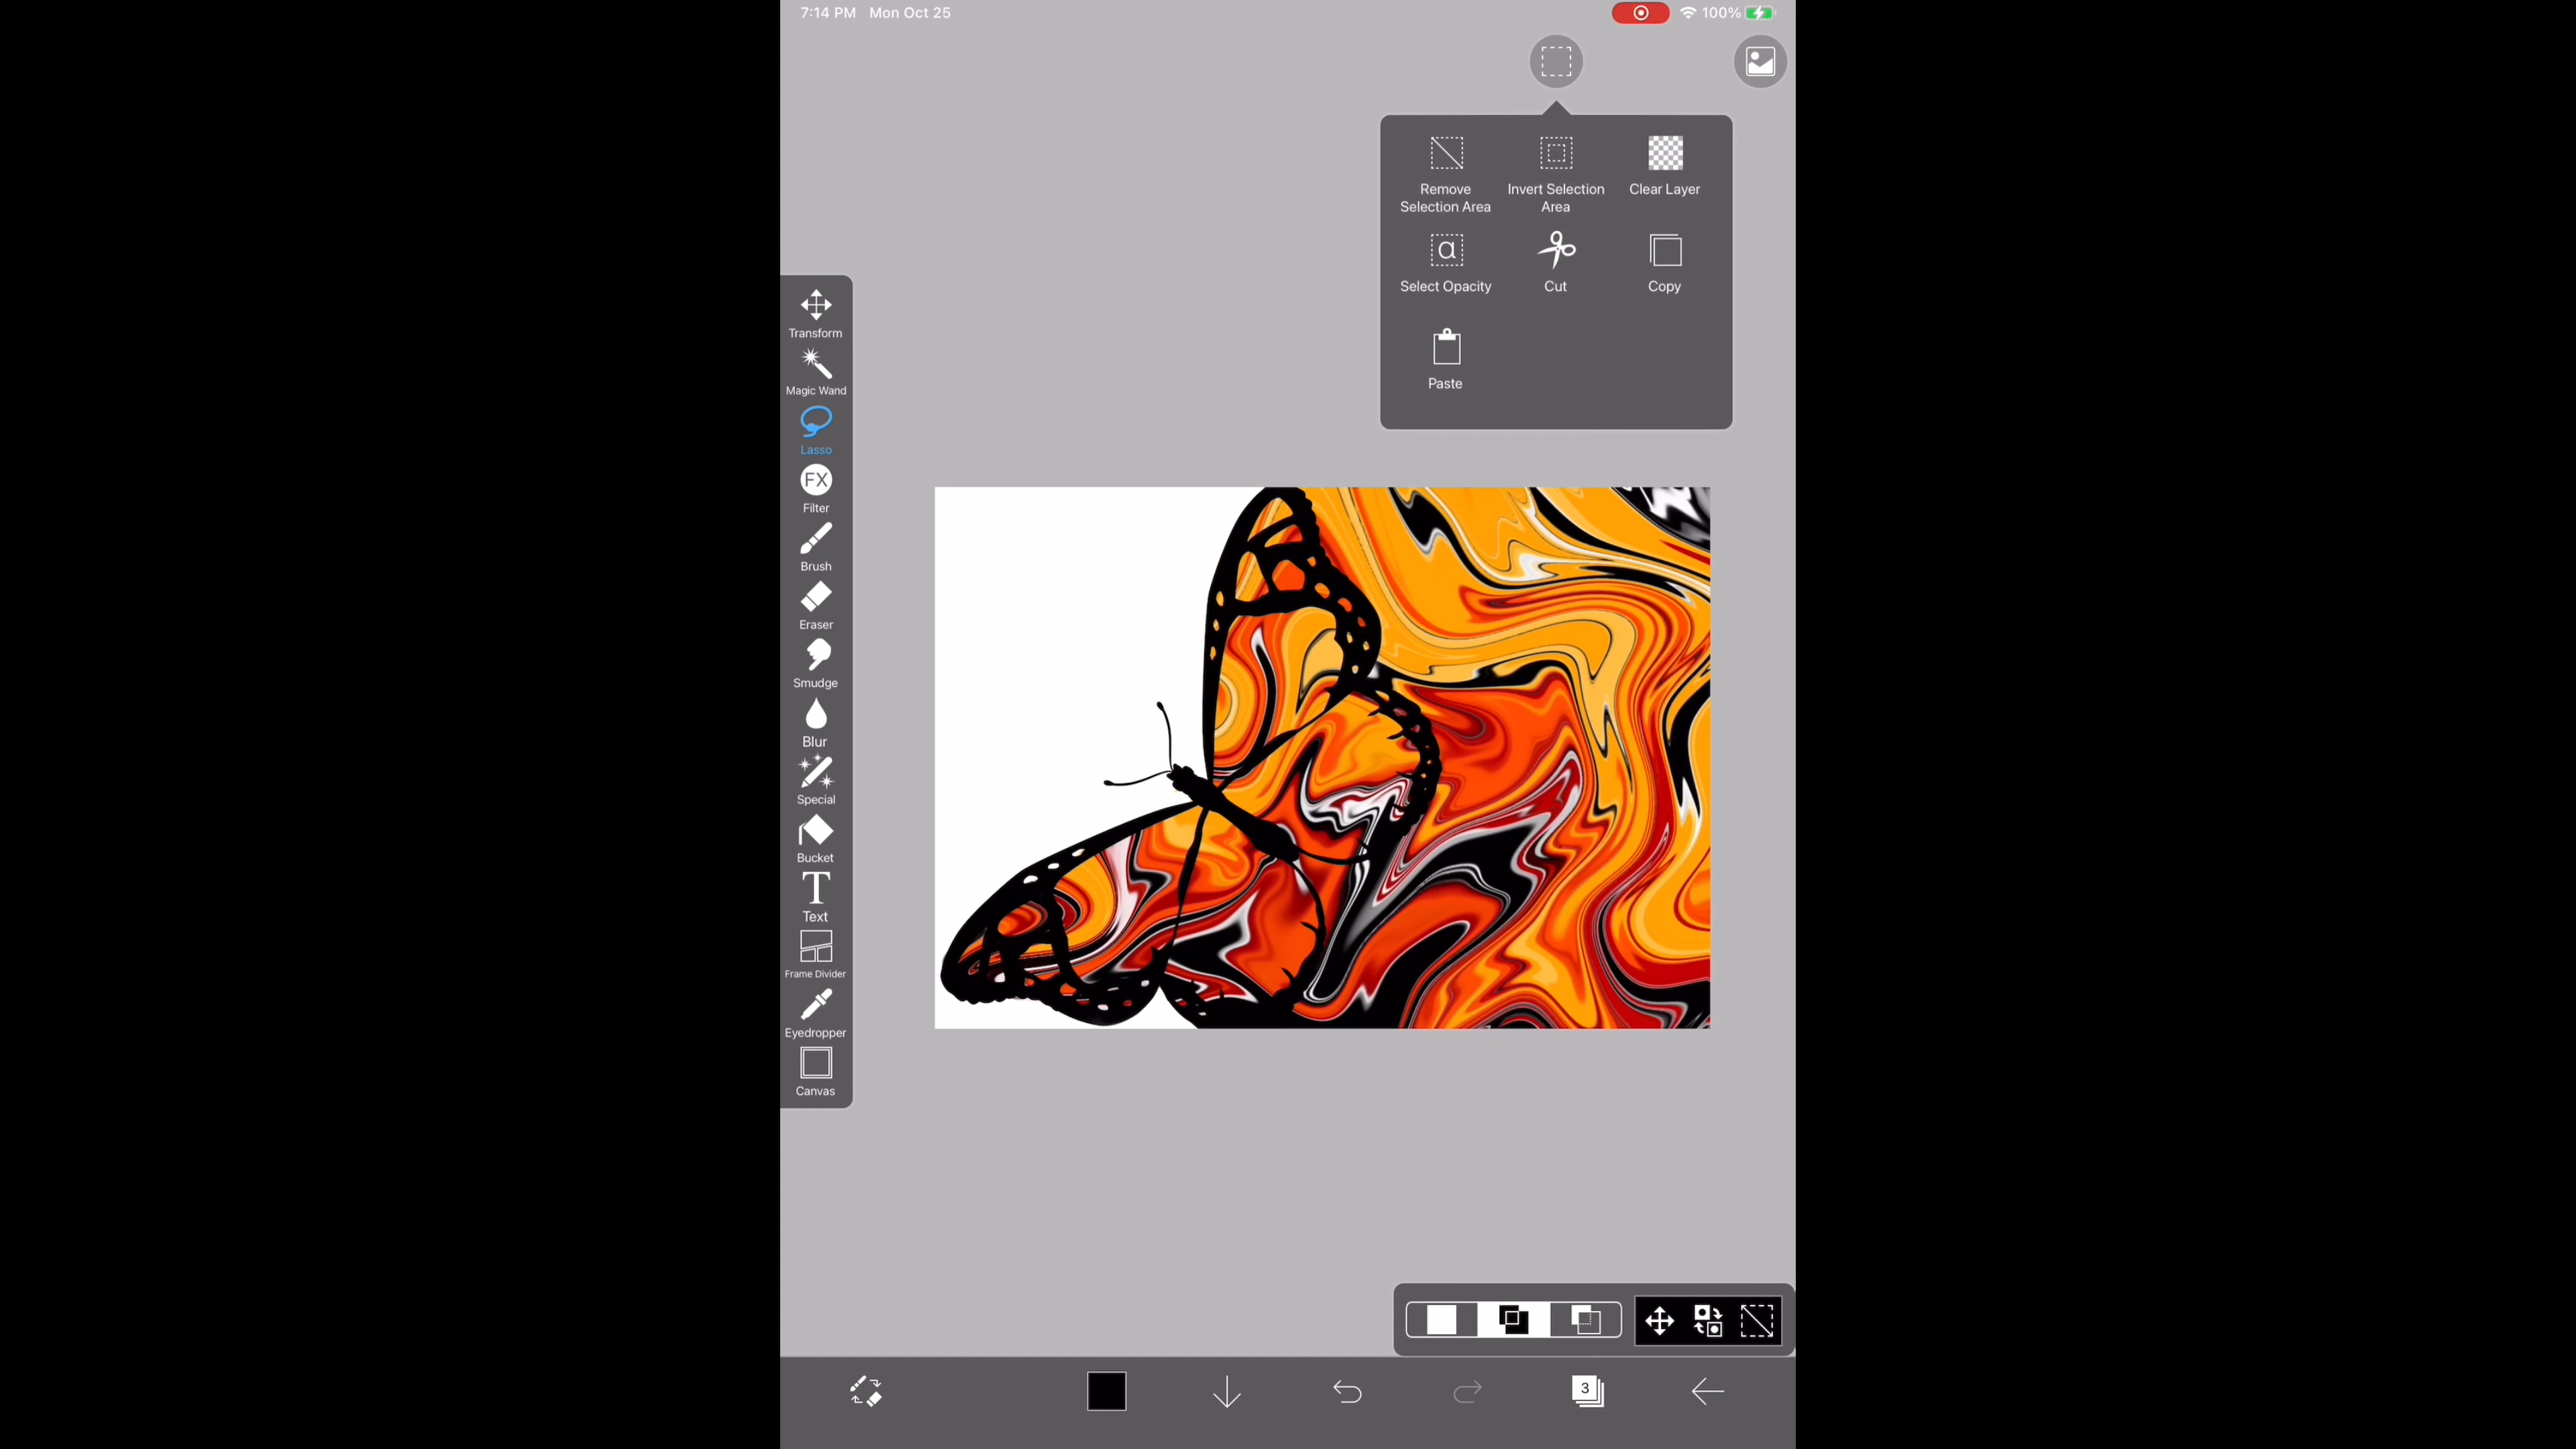 7:14 PM Mon Oct 25
100%
Remove
Selection Area
Invert Selection
Area
Clear Layer
α
Select Opacity
Cut
Copy
Paste
Transform
Magic Wand
Lasso
FX
Filter
Brush
Eraser
Smudge
Blur
Special
Bucket
T
Text
Frame Divider
Eyedropper
Canvas
3